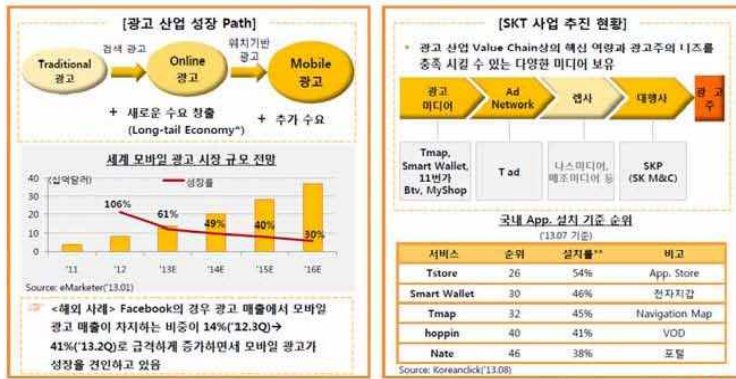 [광고 산업 성장 Path]
Traditional 광고
검색 광고
Online 광고
위치기반 광고
Mobile 광고
+ 새로운 수요 창출
(Long-tail Economy^)
+ 추가 수요
세계 모바일 광고 시장 규모 전망
(십억달러)
성장률
40
30
20
10
0
106%
61%
49%
40%
30%
'11 '12 '13E '14E '15E '16E
Source: eMarketer('13.01)
☞ <해외 사례> Facebook의 경우 광고 매출에서 모바일
광고 매출이 차지하는 비중이 14%('12.3Q)→
41%('13.2Q)로 급격하게 증가하면서 모바일 광고가
성장을 견인하고 있음
[SKT 사업 추진 현황]
• 광고 산업 Value Chain상의 핵심 역량과 광고주의 니즈를
충족 시킬 수 있는 다양한 미디어 보유
광고 미디어
Ad Network
렙사
대행사
광고주
Tmap,
Smart Wallet,
11번가
Btv, MyShop
T ad
나스미디어,
메조미디어 등
SKP
(SK M&C)
국내 App. 설치 기준 순위
('13.07 기준)
서비스 순위 설치률** 비고
Tstore 26 54% App. Store
Smart Wallet 30 46% 전자지갑
Tmap 32 45% Navigation Map
hoppin 40 41% VOD
Nate 46 38% 포털
Source: Koreanclick('13.08)